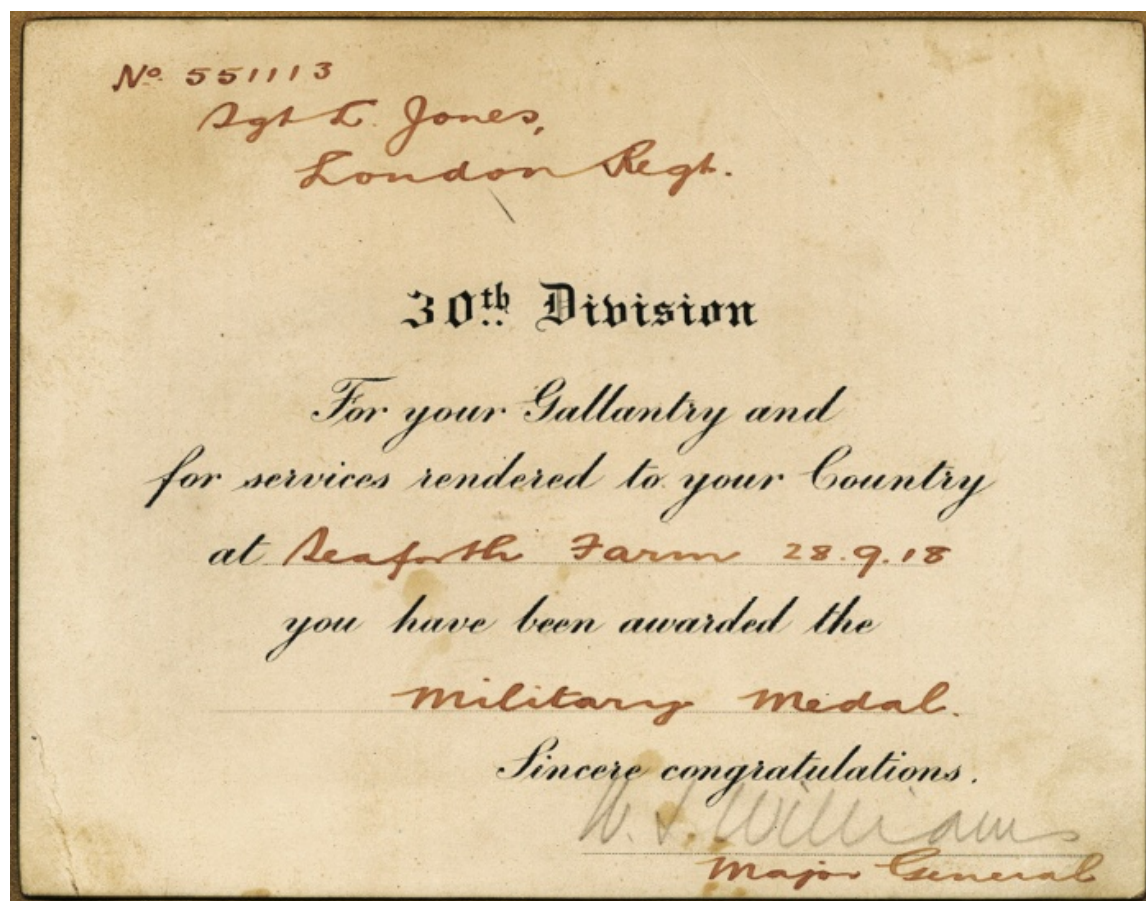 No. 551113
Sgt L. Jones,
London Regt.
30th Division
For your Gallantry and
for services rendered to your Country
at Seaforth Farm 28.9.18
you have been awarded the
Military Medal.
Sincere congratulations.
Williams
Major General